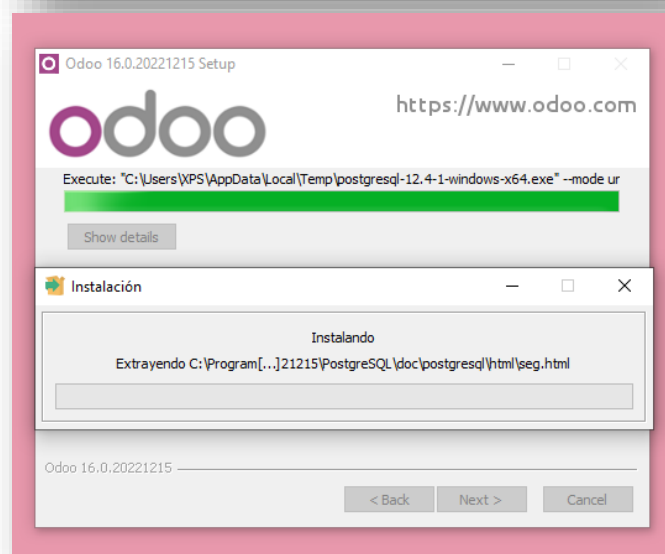 Odoo 16.0.20221215 Setup
odoo
https://www.odoo.com
Execute: "C:\Users\XPS\AppData\Local\Temp\postgresql-12.4-1-windows-x64.exe" --mode ur
Show details
Instalación
Instalando
Extrayendo C:\Program[...]21215\PostgreSQL\doc\postgresql\html\seg.html
Odoo 16.0.20221215
< Back Next > Cancel